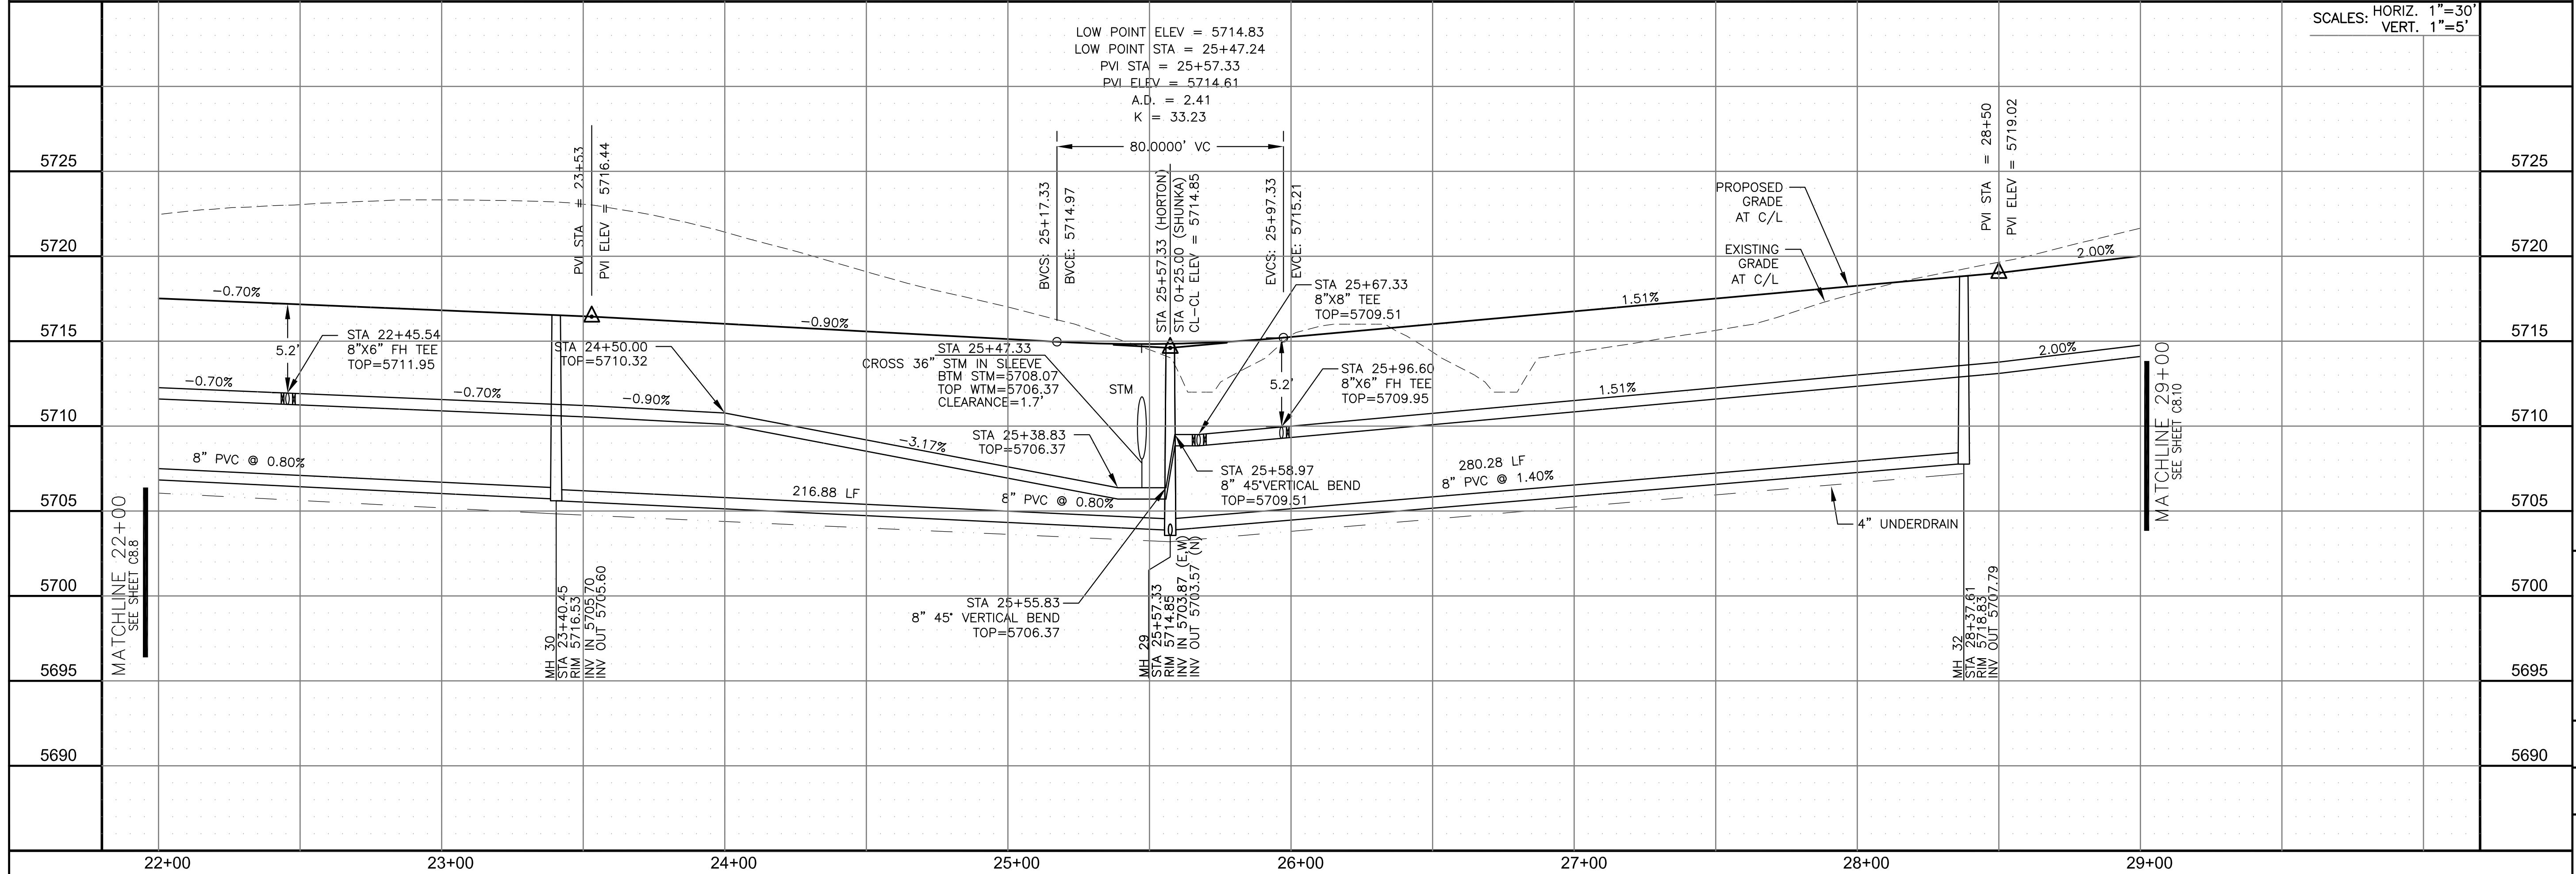 SCALES: HORIZ. 1"=30'
VERT. 1"=5'
LOW POINT ELEV = 5714.83
LOW POINT STA = 25+47.24
PVI STA = 25+57.33
PVI ELEV = 5714.61
A.D. = 2.41
K = 33.23
80.0000' VC
5725
5720
5715
5710
5705
5700
5695
5690
5725
5720
5715
5710
5705
5700
5695
5690
PVI STA = 23+53
PVI ELEV = 5716.44
BVCS: 25+17.33
BVCE: 5714.97
STA 25+57.33 (HORTON)
STA 0+25.00 (SHUNKA)
CL-CL ELEV = 5714.85
EVCS: 25+97.33
EVCE: 5715.21
PVI STA = 28+50
PVI ELEV = 5719.02
PROPOSED
GRADE
AT C/L
EXISTING
GRADE
AT C/L
-0.70%
-0.90%
1.51%
2.00%
5.2'
STA 22+45.54
8"X6" FH TEE
TOP=5711.95
STA 24+50.00
TOP=5710.32
STA 25+47.33
CROSS 36" STM IN SLEEVE
BTM STM=5708.07
TOP WTM=5706.37
CLEARANCE=1.7'
STM
STA 25+38.83
TOP=5706.37
STA 25+67.33
8"X8" TEE
TOP=5709.51
5.2'
STA 25+96.60
8"X6" FH TEE
TOP=5709.95
STA 25+58.97
8" 45°VERTICAL BEND
TOP=5709.51
-0.70%
-0.70%
-0.90%
-3.17%
1.51%
2.00%
8" PVC @ 0.80%
216.88 LF
8" PVC @ 0.80%
280.28 LF
8" PVC @ 1.40%
4" UNDERDRAIN
STA 25+55.83
8" 45° VERTICAL BEND
TOP=5706.37
MATCHLINE 22+00
SEE SHEET C8.8
MH 30
STA 23+40.45
RIM 5716.53
INV IN 5705.70
INV OUT 5705.60
MH 29
STA 25+57.33
RIM 5714.85
INV IN 5703.87 (E,W)
INV OUT 5703.57 (N)
MH 32
STA 28+37.61
RIM 5718.83
INV OUT 5707.79
MATCHLINE 29+00
SEE SHEET C8.10
22+00
23+00
24+00
25+00
26+00
27+00
28+00
29+00